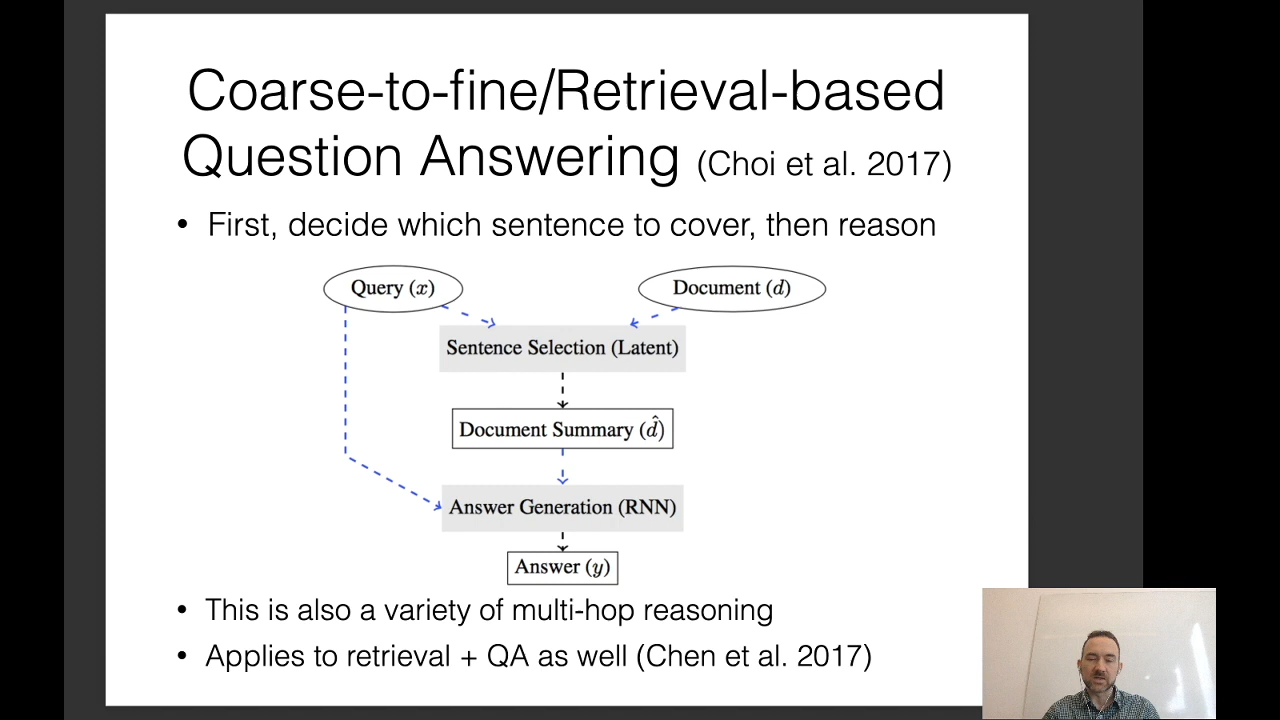 Coarse-to-fine/Retrieval-based
Question Answering (Choi et al. 2017)
• First, decide which sentence to cover, then reason
Query (x)
Document (d)
Sentence Selection (Latent)
Document Summary (d̂)
Answer Generation (RNN)
Answer (y)
• This is also a variety of multi-hop reasoning
• Applies to retrieval + QA as well (Chen et al. 2017)